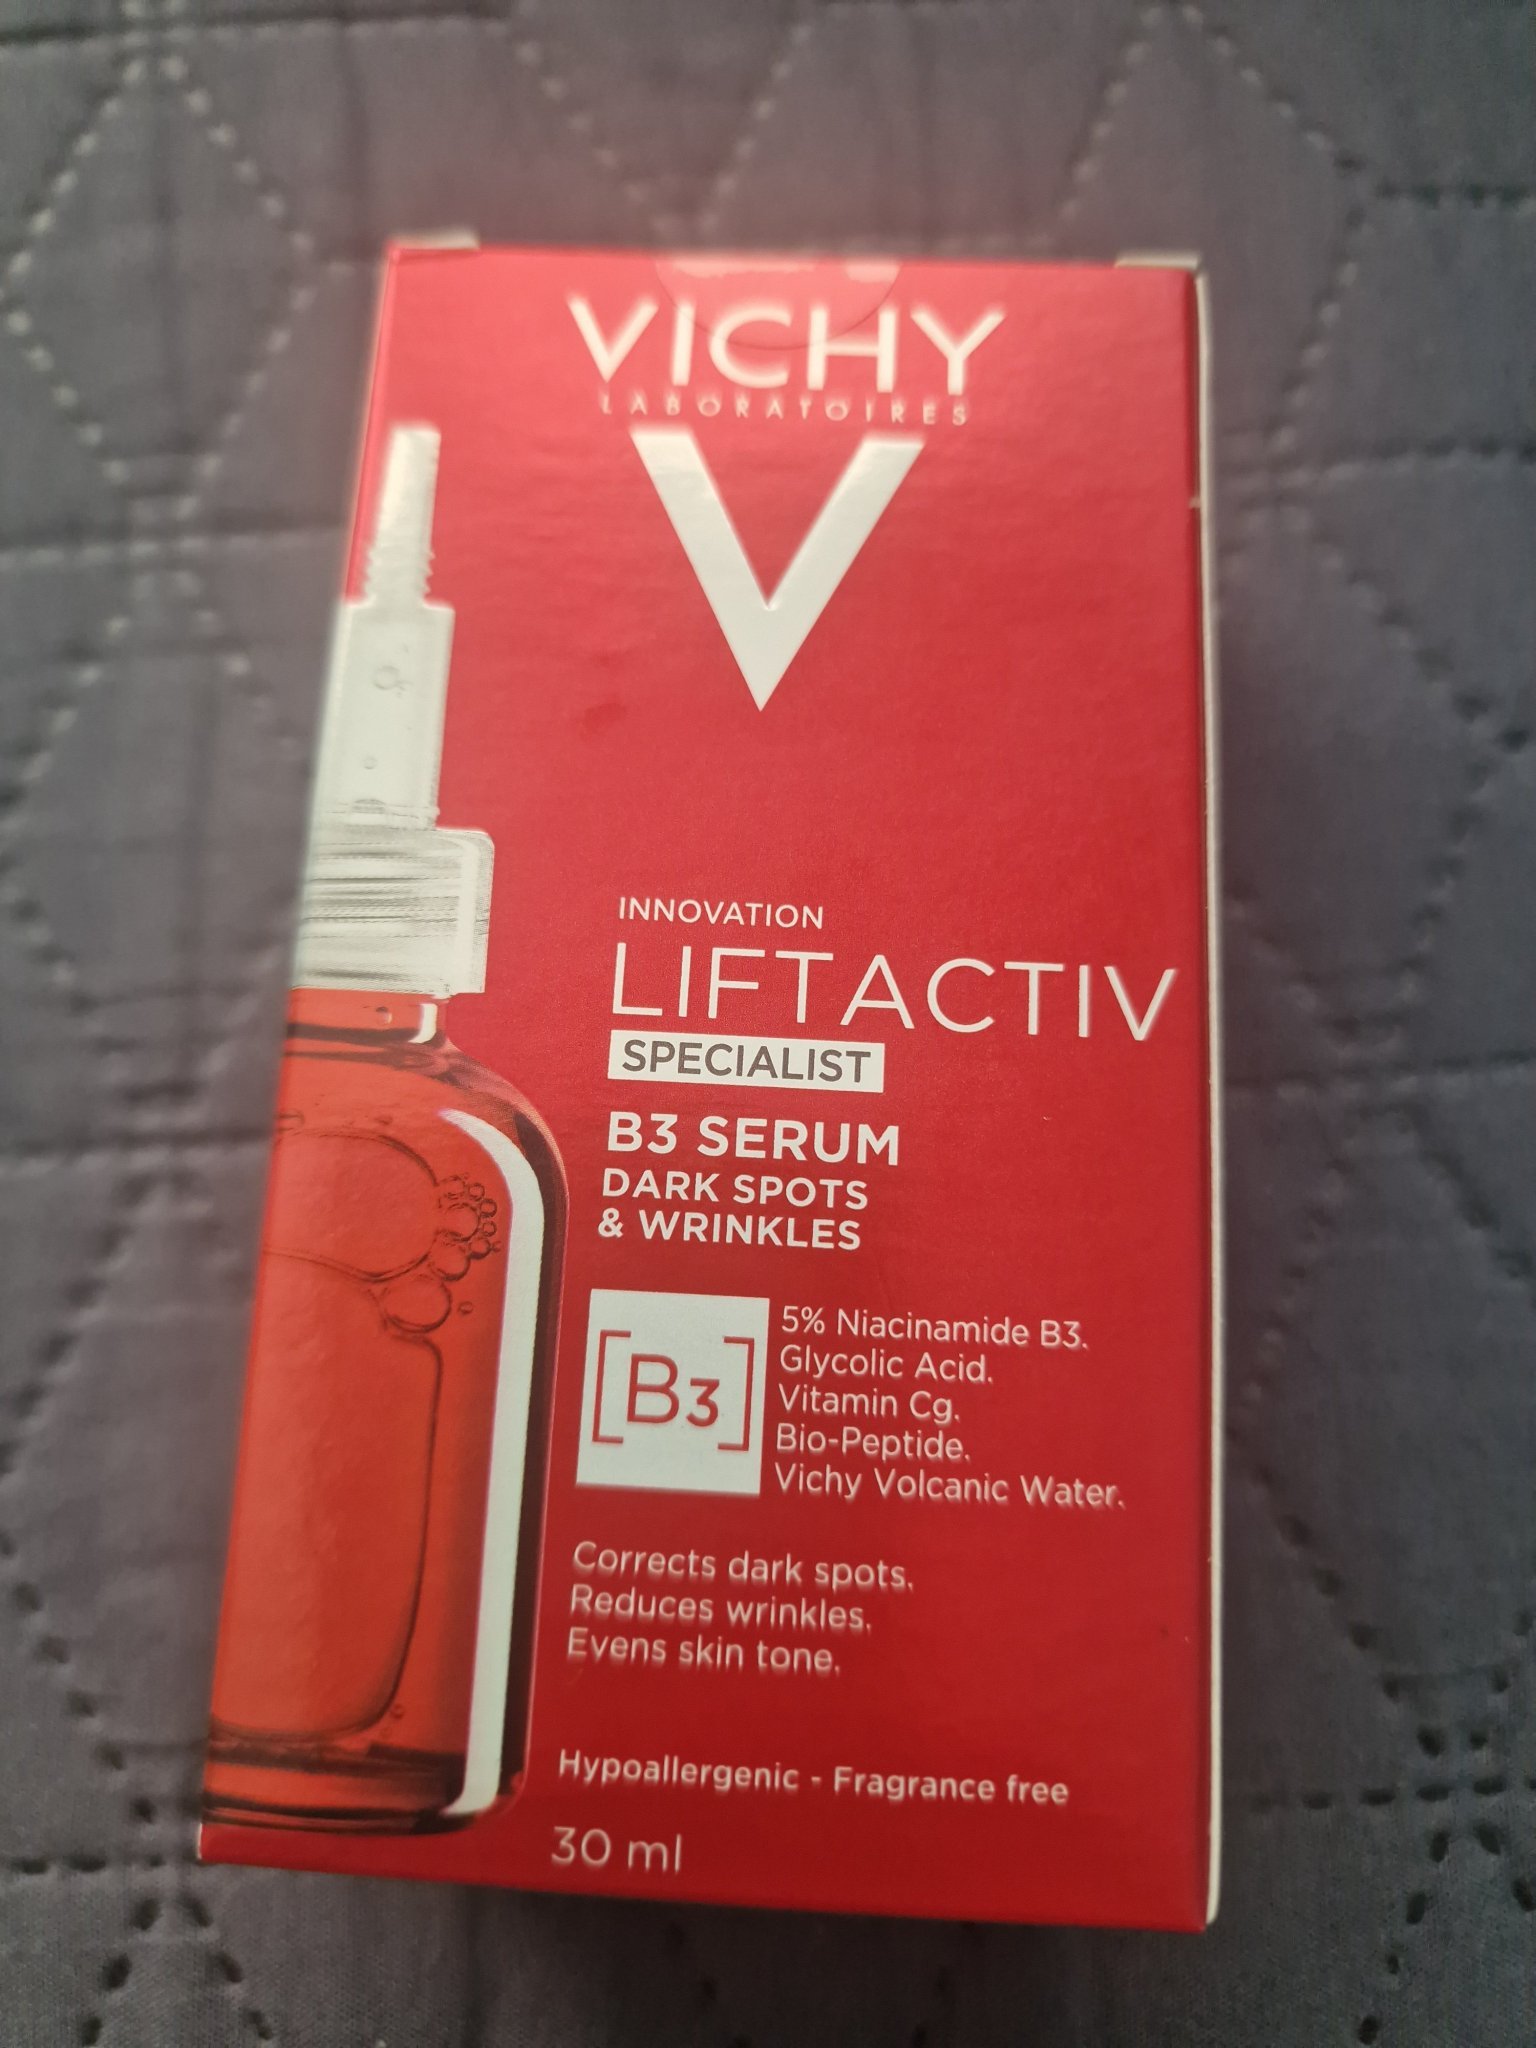 VICHY
LABORATOIRES
V
INNOVATION
LIFTACTIV
SPECIALIST
B3 SERUM
DARK SPOTS
& WRINKLES
[B3]
5% Niacinamide B3.
Glycolic Acid.
Vitamin Cg.
Bio-Peptide.
Vichy Volcanic Water.
Corrects dark spots.
Reduces wrinkles.
Evens skin tone.
Hypoallergenic - Fragrance free
30 ml